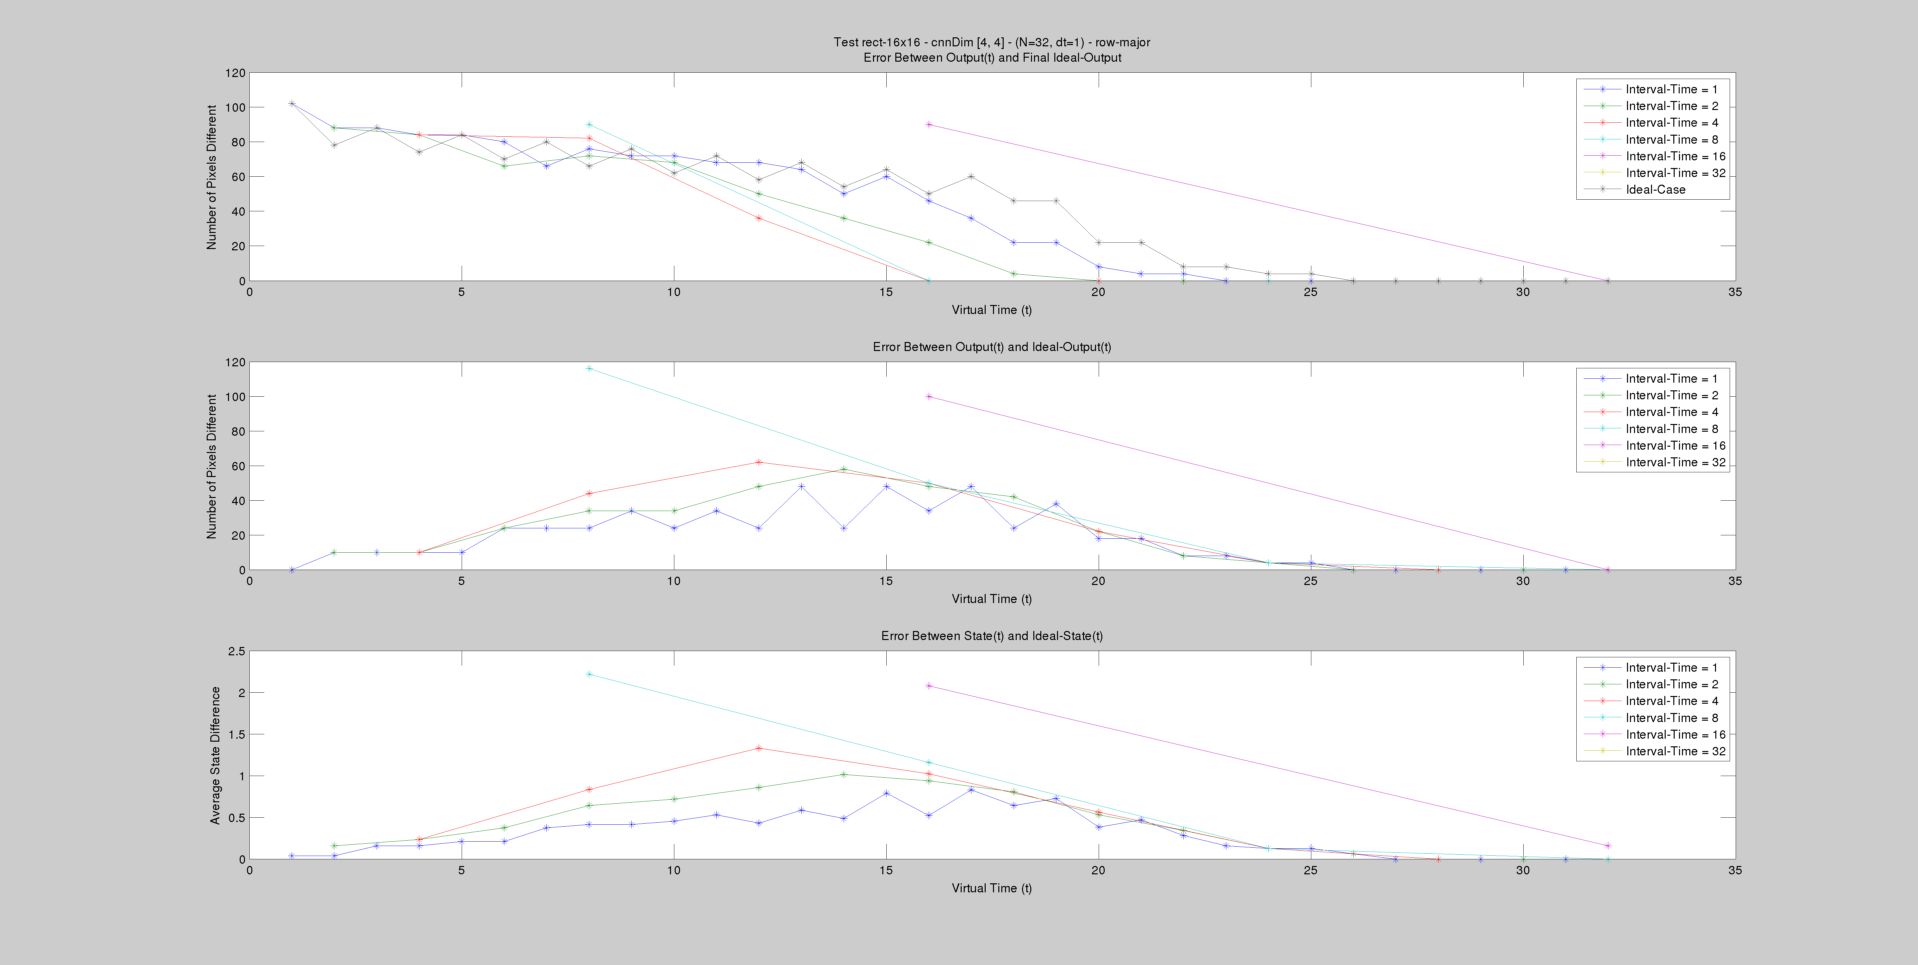 Test rect-16x16 - cnnDim [4, 4] - (N=32, dt=1) - row-major
Error Between Output(t) and Final Ideal-Output
Number of Pixels Different
120
100
80
60
40
20
0
0 5 10 15 20 25 30 35
Virtual Time (t)
Interval-Time = 1
Interval-Time = 2
Interval-Time = 4
Interval-Time = 8
Interval-Time = 16
Interval-Time = 32
Ideal-Case
Error Between Output(t) and Ideal-Output(t)
Number of Pixels Different
120
100
80
60
40
20
0
0 5 10 15 20 25 30 35
Virtual Time (t)
Interval-Time = 1
Interval-Time = 2
Interval-Time = 4
Interval-Time = 8
Interval-Time = 16
Interval-Time = 32
Error Between State(t) and Ideal-State(t)
Average State Difference
2.5
2
1.5
1
0.5
0
0 5 10 15 20 25 30 35
Virtual Time (t)
Interval-Time = 1
Interval-Time = 2
Interval-Time = 4
Interval-Time = 8
Interval-Time = 16
Interval-Time = 32